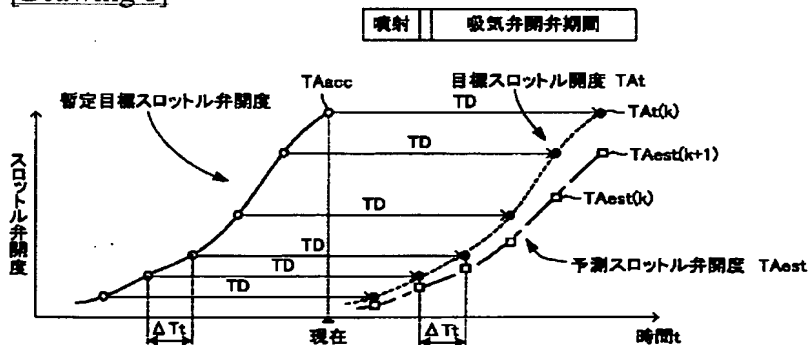 [Drawing 5]
噴射
吸気弁開弁期間
TAacc
暫定目標スロットル弁開度
目標スロットル開度 TAt
TD
TAt(k)
TD
TAest(k+1)
TAest(k)
TD
TD
TD
TD
予測スロットル弁開度 TAest
スロットル弁開度
ΔTt
現在
ΔTt
時間t